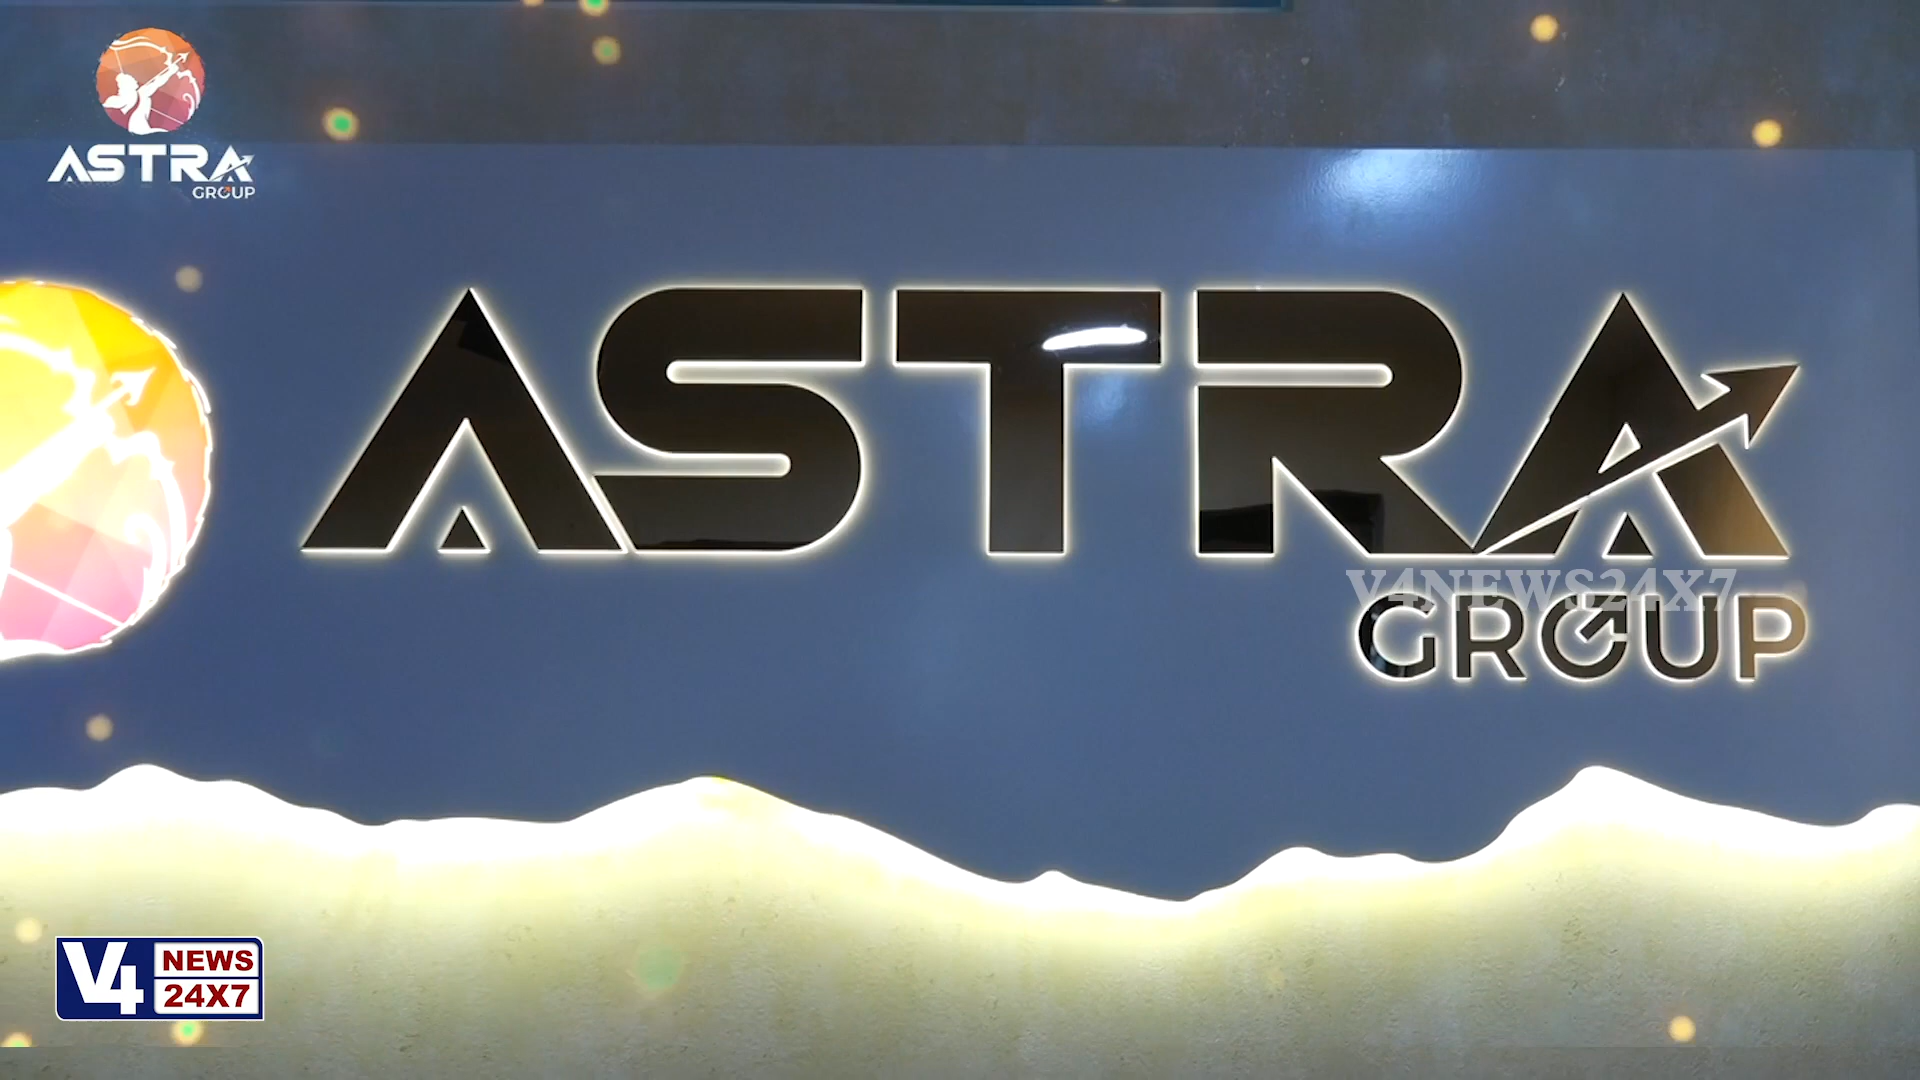 ASTRA
GROUP
ASTRA
V4NEWS24X7
GROUP
V4 NEWS
24X7